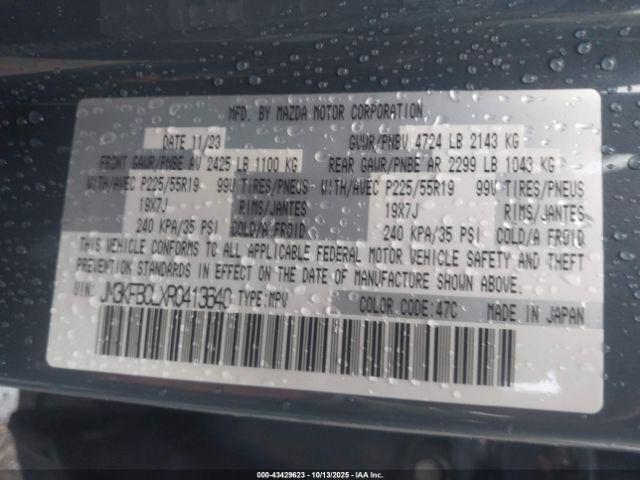 MFD. BY MAZDA MOTOR CORPORATION
DATE 11/23 GVWR/PNBV 4724 LB 2143 KG
FRONT GAWR/PNBE AV 2425 LB 1100 KG REAR GAWR/PNBE AR 2299 LB 1043 KG
WITH/AVEC P225/55R19 99V TIRES/PNEUS WITH/AVEC P225/55R19 99V TIRES/PNEUS
19X7J RIMS/JANTES 19X7J RIMS/JANTES
240 KPA/35 PSI COLD/A FROID 240 KPA/35 PSI COLD/A FROID
THIS VEHICLE CONFORMS TO ALL APPLICABLE FEDERAL MOTOR VEHICLE SAFETY AND THEFT
PREVENTION STANDARDS IN EFFECT ON THE DATE OF MANUFACTURE SHOWN ABOVE.
VIN: JM3KFBCLXR0413640 TYPE:MPV COLOR CODE:47C MADE IN JAPAN
000-43429623 - 10/13/2025 - IAA Inc.